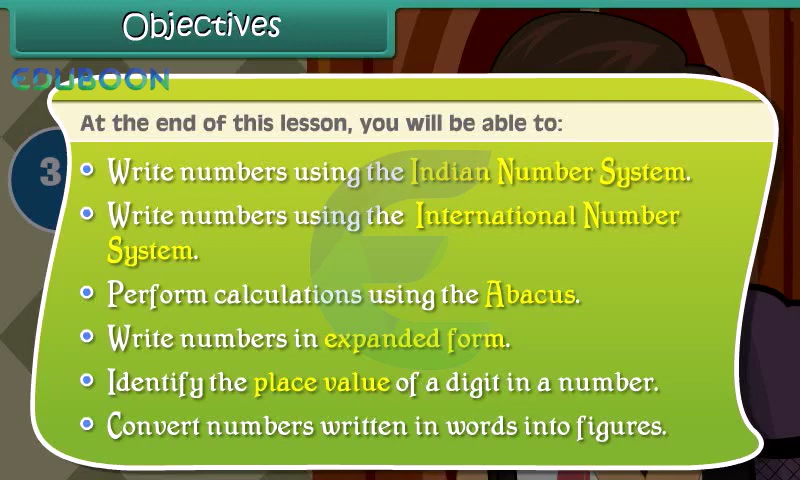 Objectives
EDUBOON
At the end of this lesson, you will be able to:
3
Write numbers using the Indian Number System.
Write numbers using the International Number
System.
Perform calculations using the Abacus.
Write numbers in expanded form.
Identify the place value of a digit in a number.
Convert numbers written in words into figures.